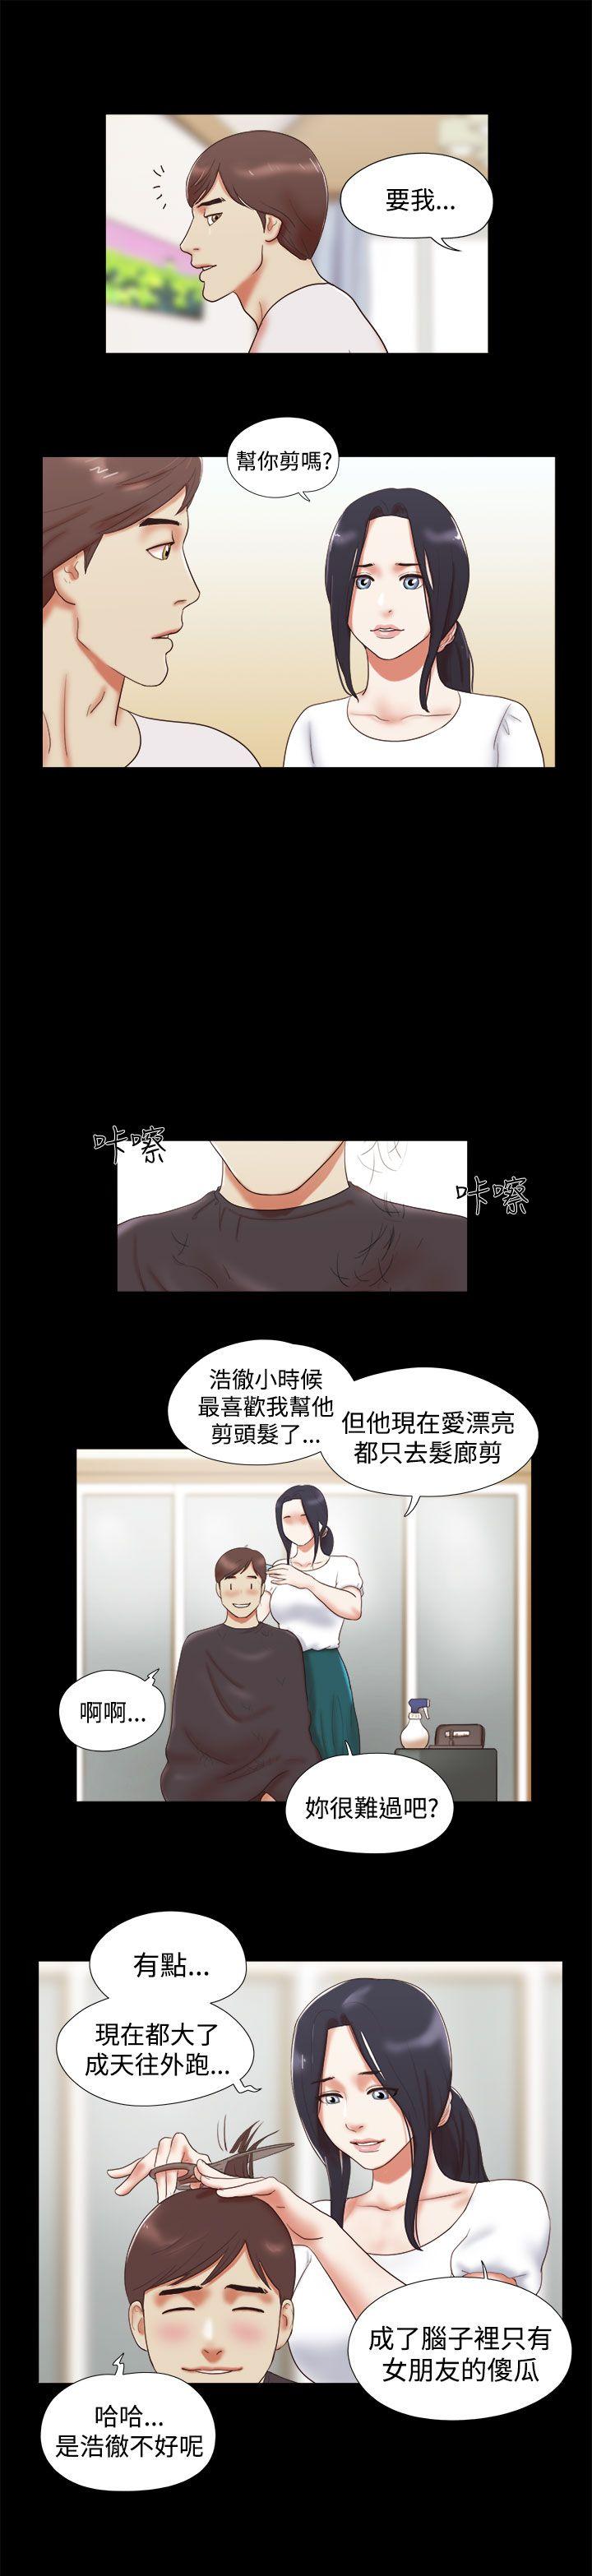 要我...
幫你剪嗎?
咔嚓
咔嚓
浩徹小時候
最喜歡我幫他
剪頭髮了...
但他現在愛漂亮
都只去髮廊剪
啊啊...
妳很難過吧?
有點...
現在都大了
成天往外跑...
成了腦子裡只有
女朋友的傻瓜
哈哈...
是浩徹不好呢